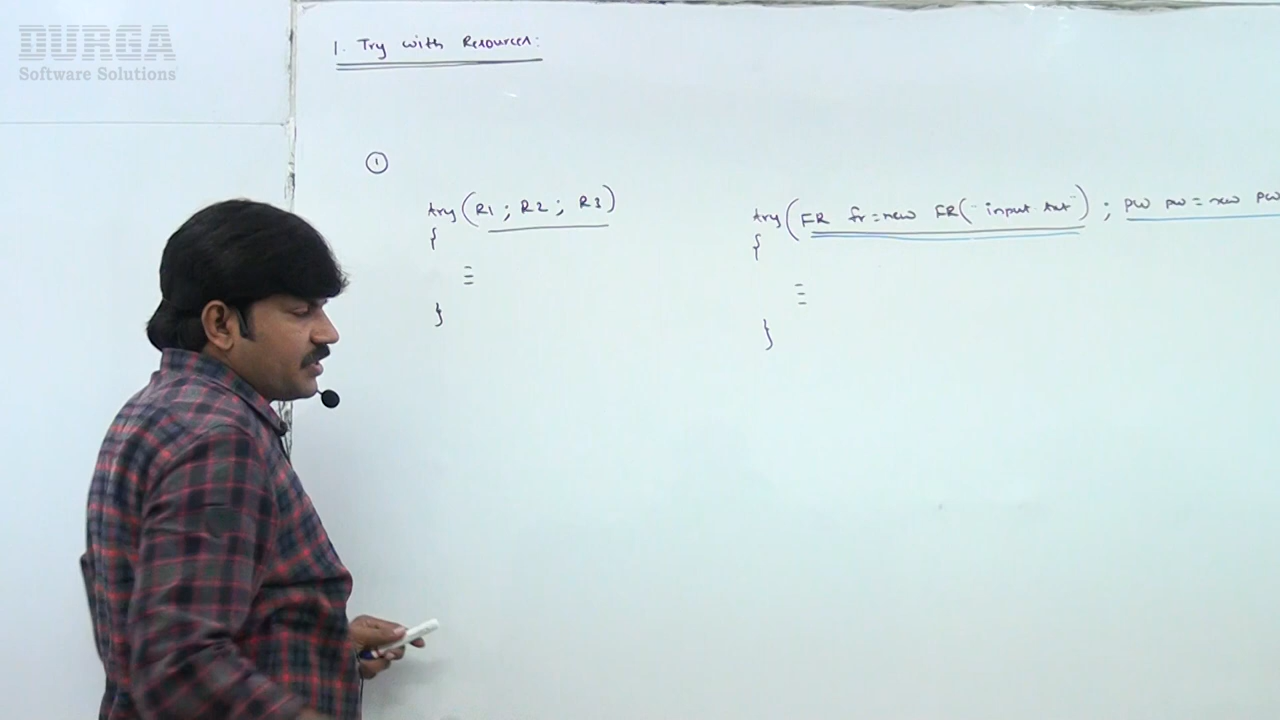 DURGA
Software Solutions
1. Try with Resources:
1
try (R1 ; R2 ; R3)
{
}
try (FR fr = new FR("input.txt") ; PW pw = new PW
{
}